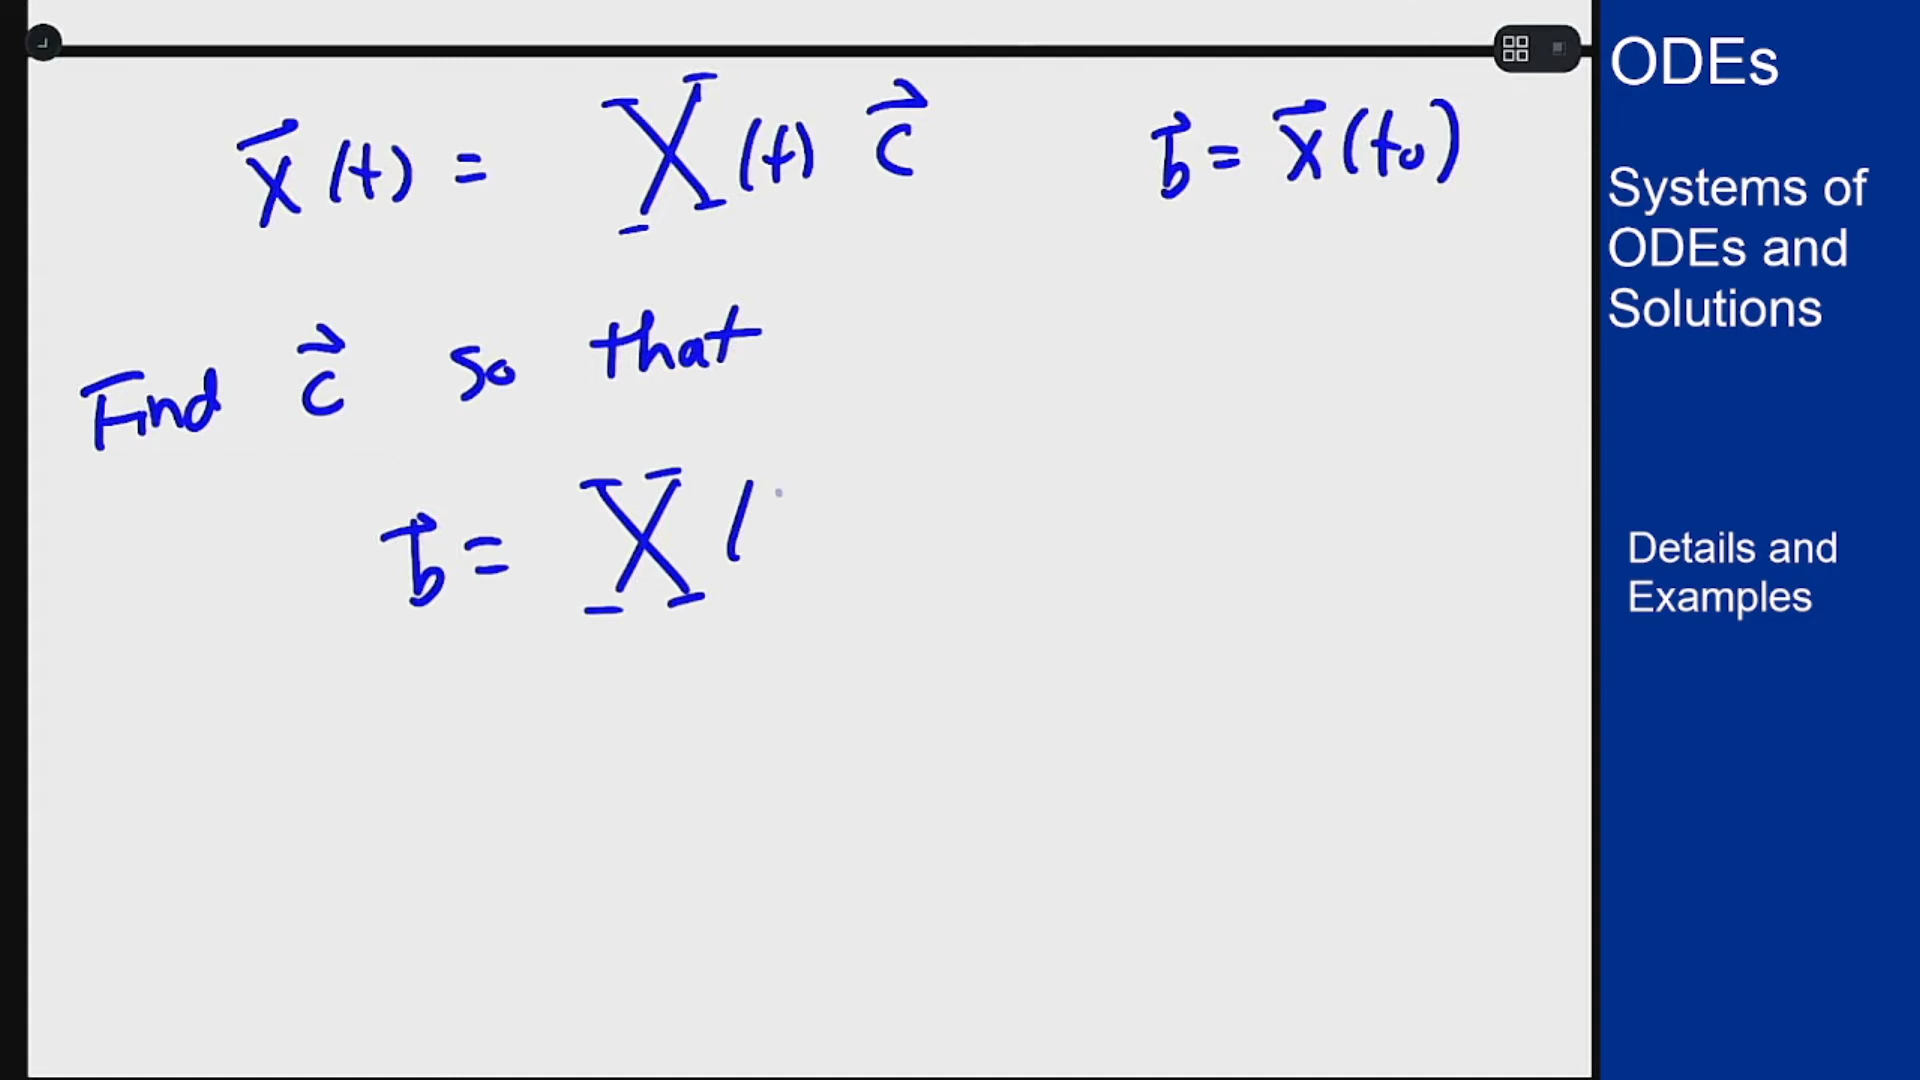 x⃗(t) = X(t) c⃗
b⃗ = x⃗(t₀)
Find c⃗ so that
b⃗ = X(
ODEs
Systems of
ODEs and
Solutions
Details and
Examples